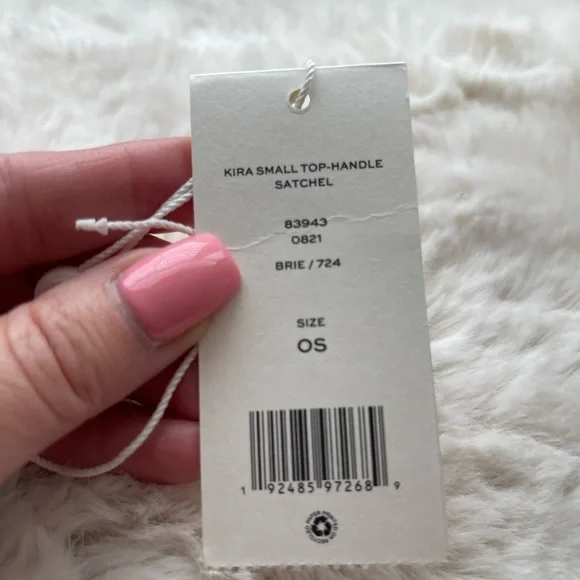 KIRA SMALL TOP-HANDLE
SATCHEL
83943
0821
BRIE / 724
SIZE
OS
1 92485 97268 9